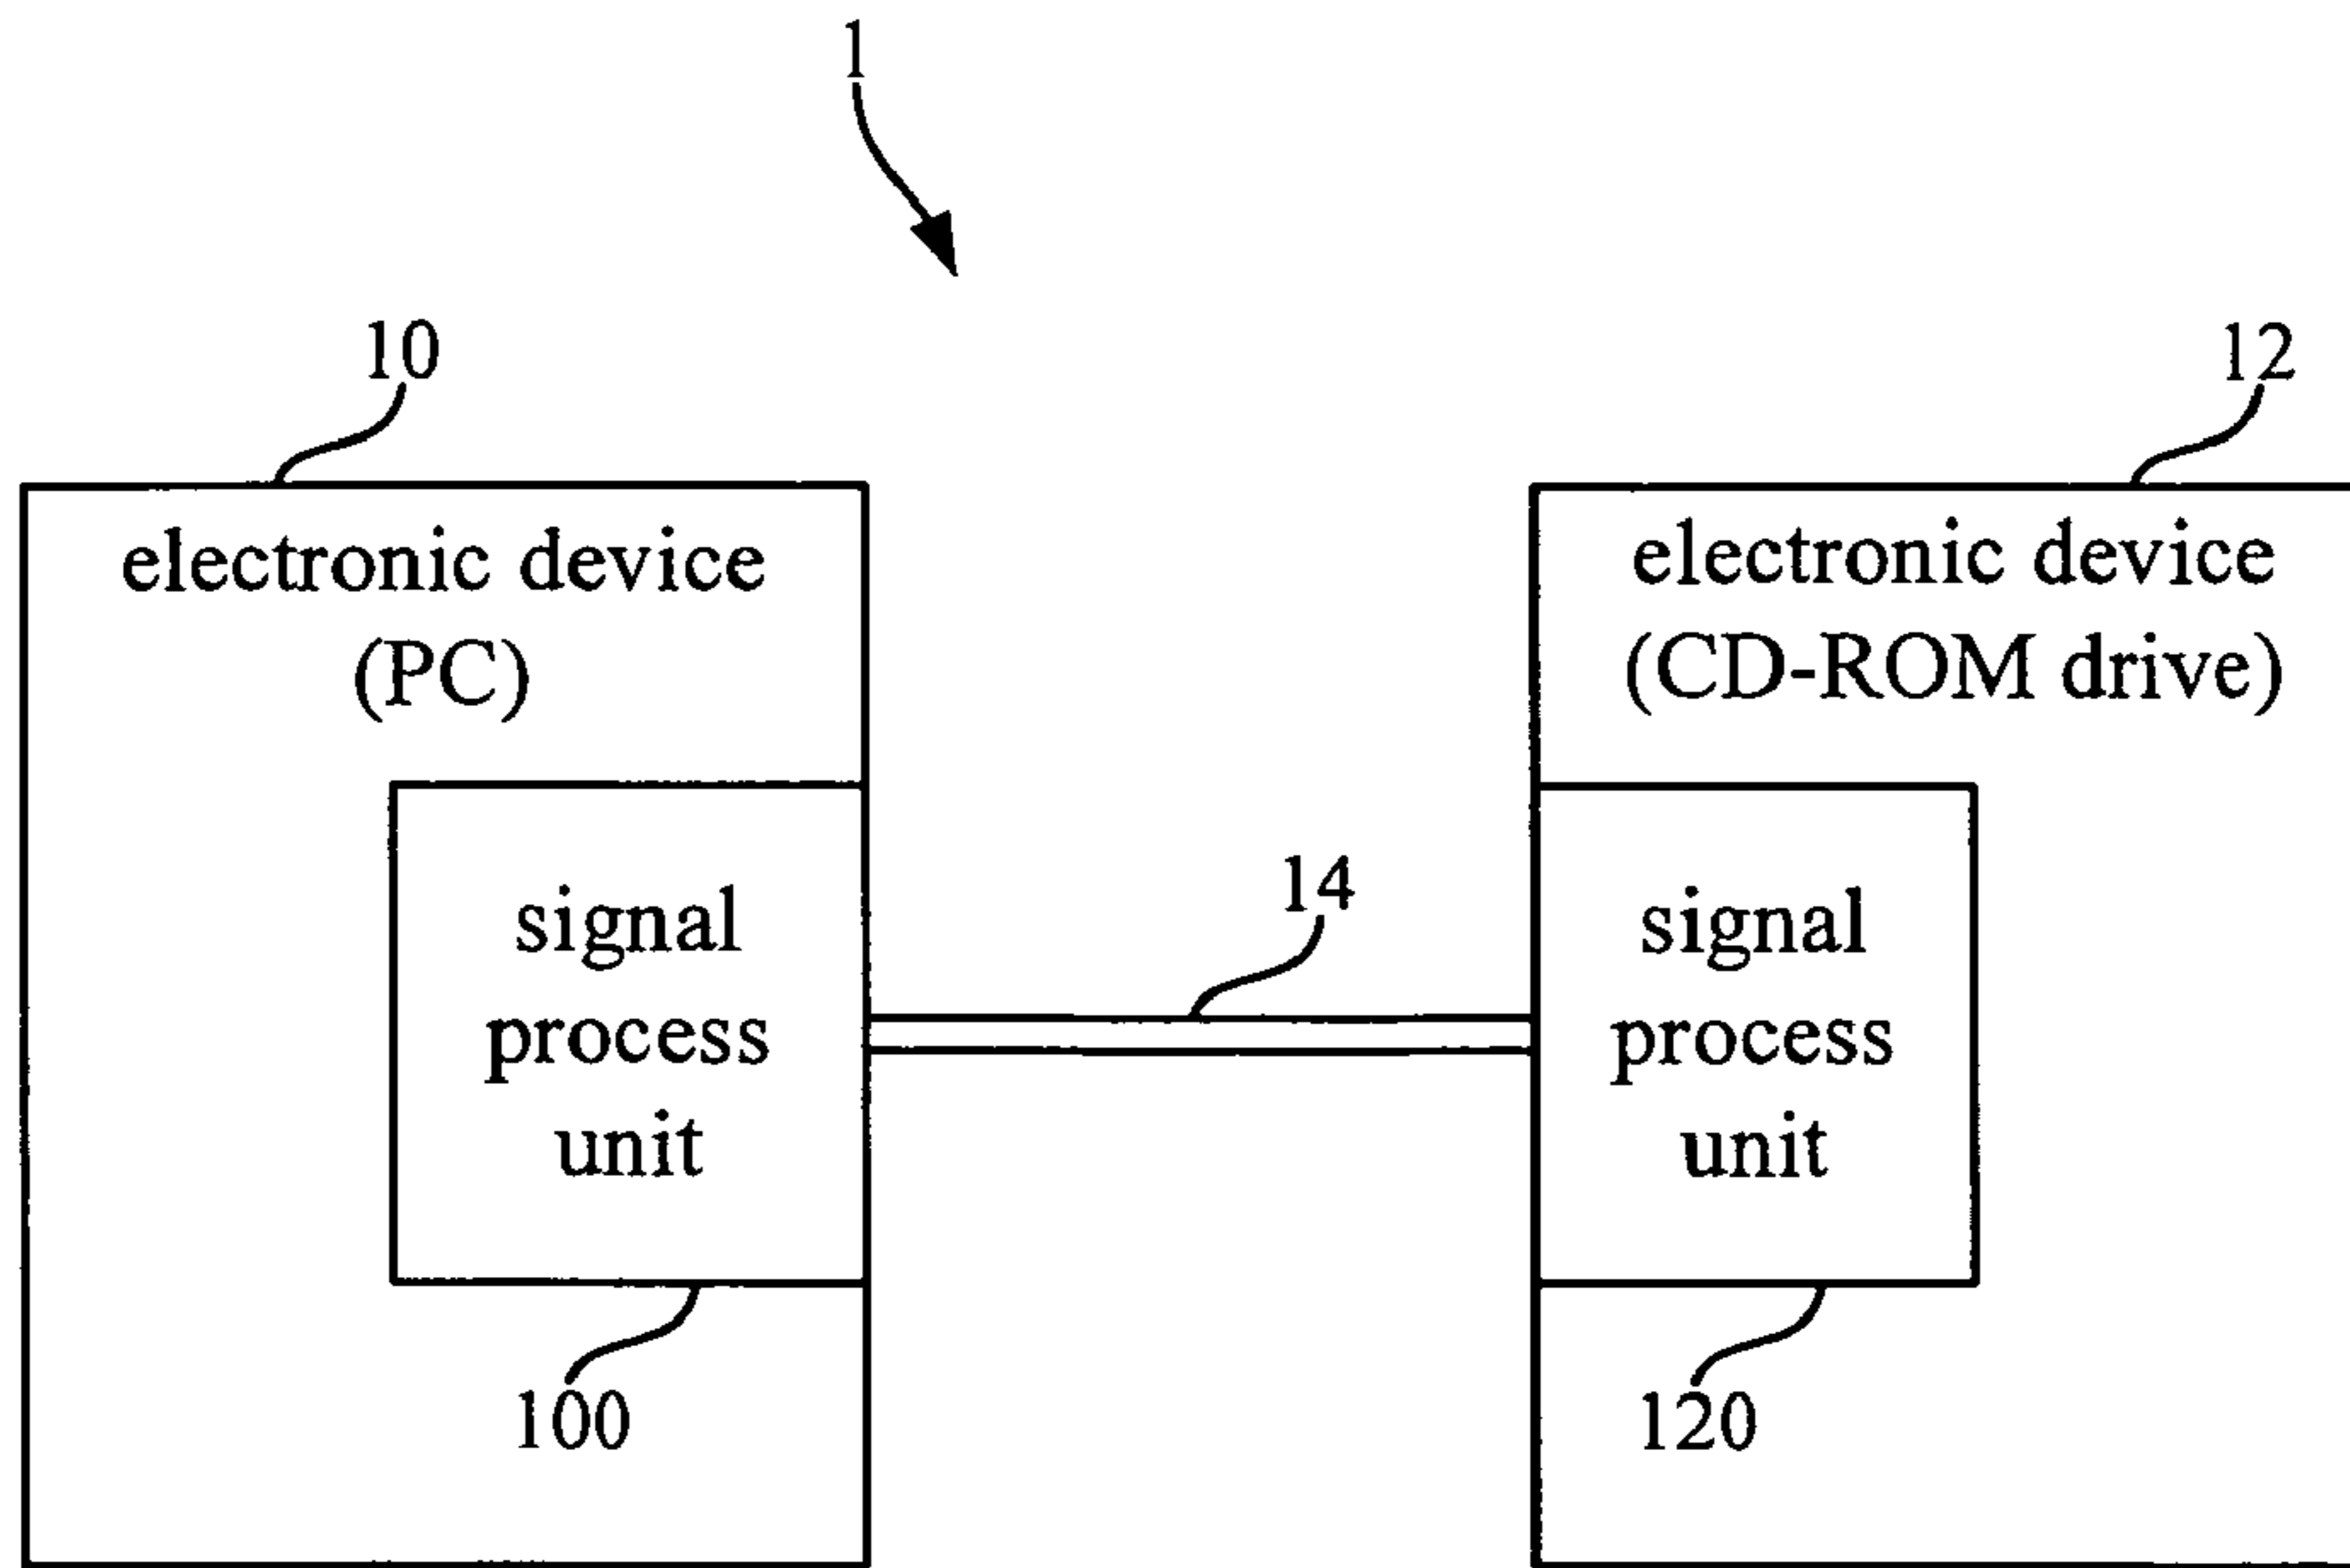 1
10
12
electronic device
(PC)
electronic device
(CD-ROM drive)
signal
process
unit
14
signal
process
unit
100
120